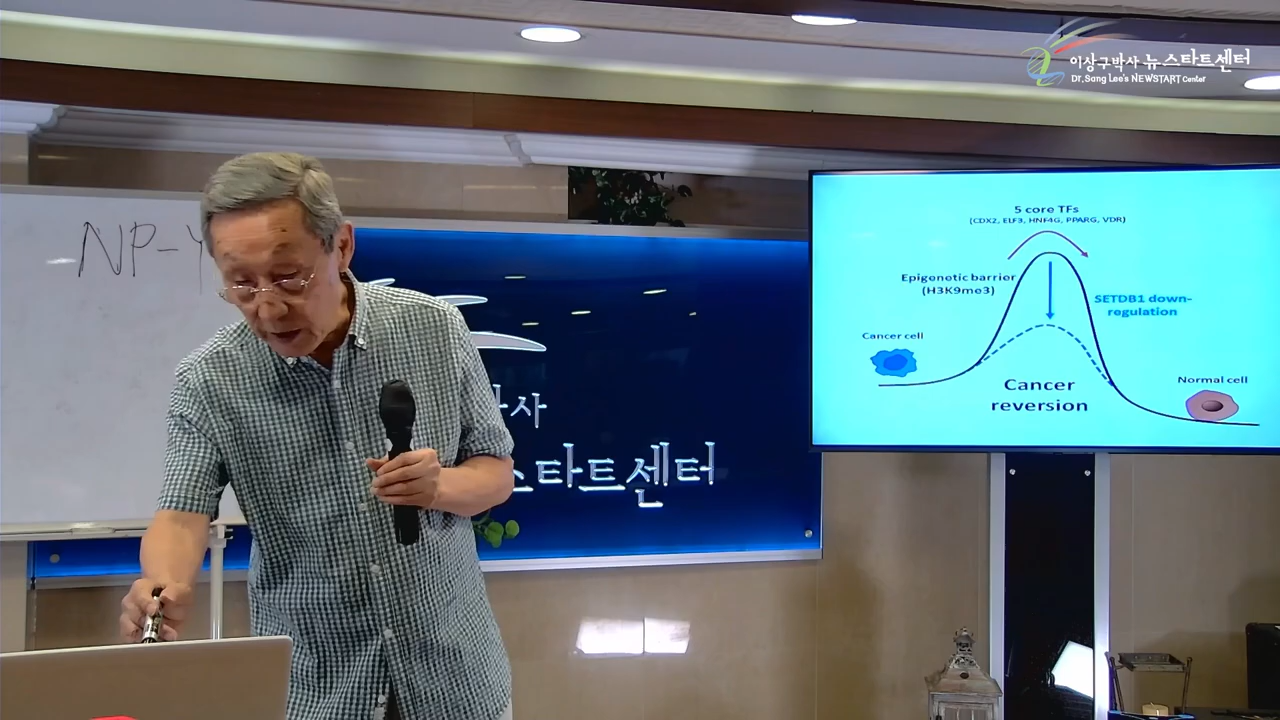 이상구박사 뉴스타트센터
Dr.Sang Lee's NEWSTART Center
NP-Y
5 core TFs
(CDX2, ELF3, HNF4G, PPARG, VDR)
Epigenetic barrier
(H3K9me3)
SETDB1 down-
regulation
Cancer cell
Normal cell
Cancer
reversion
박사
스타트센터